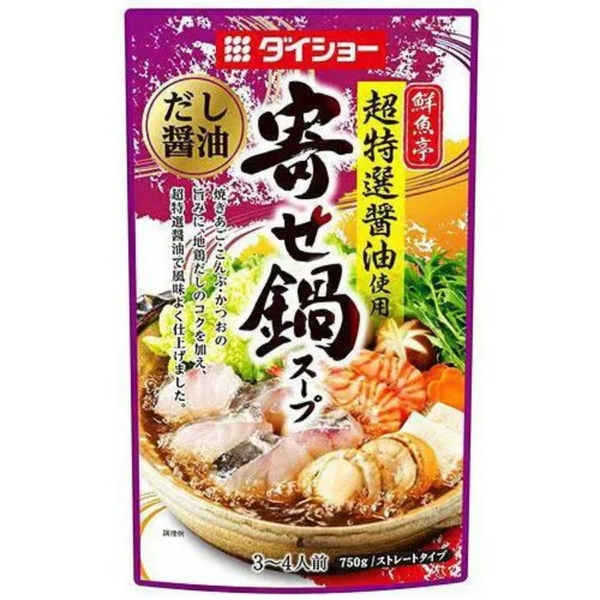 ダイショー
鮮魚亭
超特選醤油使用
だし
醤油
寄せ鍋スープ
焼きあご・こんぶ・かつおの
旨みに、地鶏だしのコクを加え、
超特選醤油で風味よく仕上げました。
調理例
3〜4人前
750g/ストレートタイプ